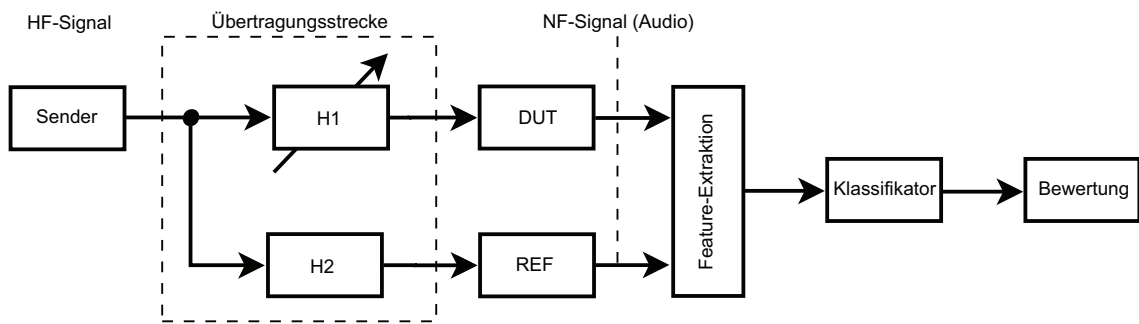 HF-Signal
Übertragungsstrecke
NF-Signal (Audio)
Sender
H1
DUT
Feature-Extraktion
Klassifikator
Bewertung
H2
REF